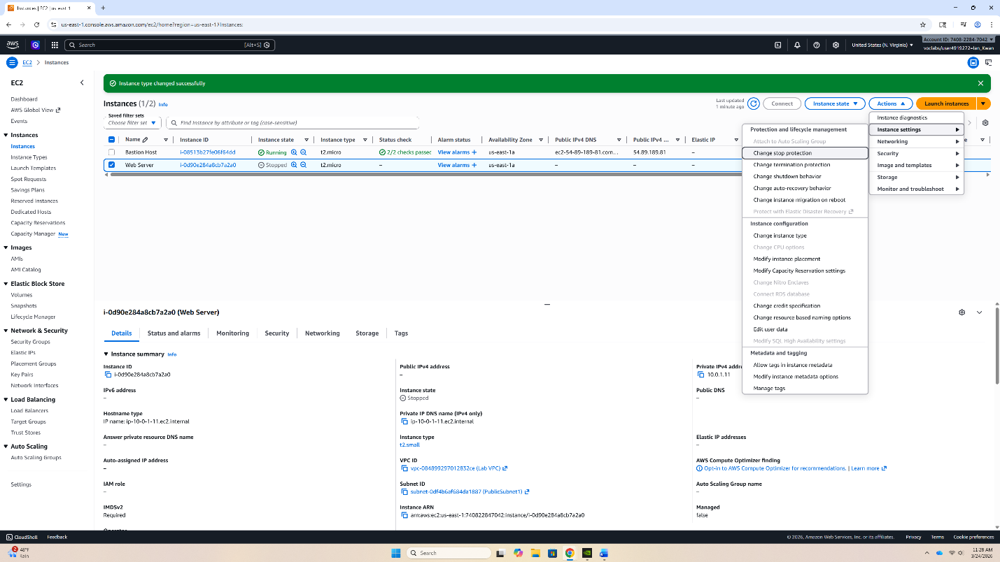 Instances | EC2 | us-east-1
us-east-1.console.aws.amazon.com/ec2/home?region=us-east-1#Instances:
aws
Search
[Alt+S]
United States (N. Virginia)
Account ID: 7408-2284-7042
voclabs/user4919272=Ian_Kwan
EC2
Instances
EC2
Dashboard
AWS Global View
Events
Instances
Instances
Instance Types
Launch Templates
Spot Requests
Savings Plans
Reserved Instances
Dedicated Hosts
Capacity Reservations
Capacity Manager New
Images
AMIs
AMI Catalog
Elastic Block Store
Volumes
Snapshots
Lifecycle Manager
Network & Security
Security Groups
Elastic IPs
Placement Groups
Key Pairs
Network Interfaces
Load Balancing
Load Balancers
Target Groups
Trust Stores
Auto Scaling
Auto Scaling Groups
Settings
Instance type changed successfully
Instances (1/2) Info
Last updated
1 minute ago
Connect
Instance state
Actions
Launch instances
Saved filter sets
Choose filter set
Find Instance by attribute or tag (case-sensitive)
Name Instance ID Instance state Instance type Status check Alarm status Availability Zone Public IPv4 DNS Public IPv4 ... Elastic IP
Bastion Host i-08513b27fe06f64dd Running t2.micro 2/2 checks passed View alarms + us-east-1a ec2-54-89-189-81.com... 54.89.189.81 –
Web Server i-0d90e284a8cb7a2a0 Stopped t2.micro – View alarms + us-east-1a – – –
Instance diagnostics
Instance settings
Networking
Security
Image and templates
Storage
Monitor and troubleshoot
Protection and lifecycle management
Attach to Auto Scaling Group
Change stop protection
Change termination protection
Change shutdown behavior
Change auto-recovery behavior
Change instance migration on reboot
Protect with Elastic Disaster Recovery
Instance configuration
Change instance type
Change CPU options
Modify instance placement
Modify Capacity Reservation settings
Change Nitro Enclaves
Connect RDS database
Change credit specification
Change resource based naming options
Edit user data
Modify SQL High Availability settings
Metadata and tagging
Allow tags in instance metadata
Modify instance metadata options
Manage tags
i-0d90e284a8cb7a2a0 (Web Server)
Details
Status and alarms
Monitoring
Security
Networking
Storage
Tags
Instance summary Info
Instance ID
i-0d90e284a8cb7a2a0
IPv6 address
–
Hostname type
IP name: ip-10-0-1-11.ec2.internal
Answer private resource DNS name
–
Auto-assigned IP address
–
IAM role
–
IMDSv2
Required
Operator
Public IPv4 address
–
Instance state
Stopped
Private IP DNS name (IPv4 only)
ip-10-0-1-11.ec2.internal
Instance type
t2.small
VPC ID
vpc-084899297012832ce (Lab VPC)
Subnet ID
subnet-0df4b6af684da1887 (PublicSubnet1)
Instance ARN
arn:aws:ec2:us-east-1:740822847042:instance/i-0d90e284a8cb7a2a0
Private IPv4 addre
10.0.1.11
Public DNS
–
Elastic IP addresses
–
AWS Compute Optimizer finding
Opt-in to AWS Compute Optimizer for recommendations. | Learn more
Auto Scaling Group name
–
Managed
false
CloudShell
Feedback
© 2026, Amazon Web Services, Inc. or its affiliates.
Privacy
Terms
Cookie preferences
2
48°F
Rain
Search
11:28 AM
3/24/2026